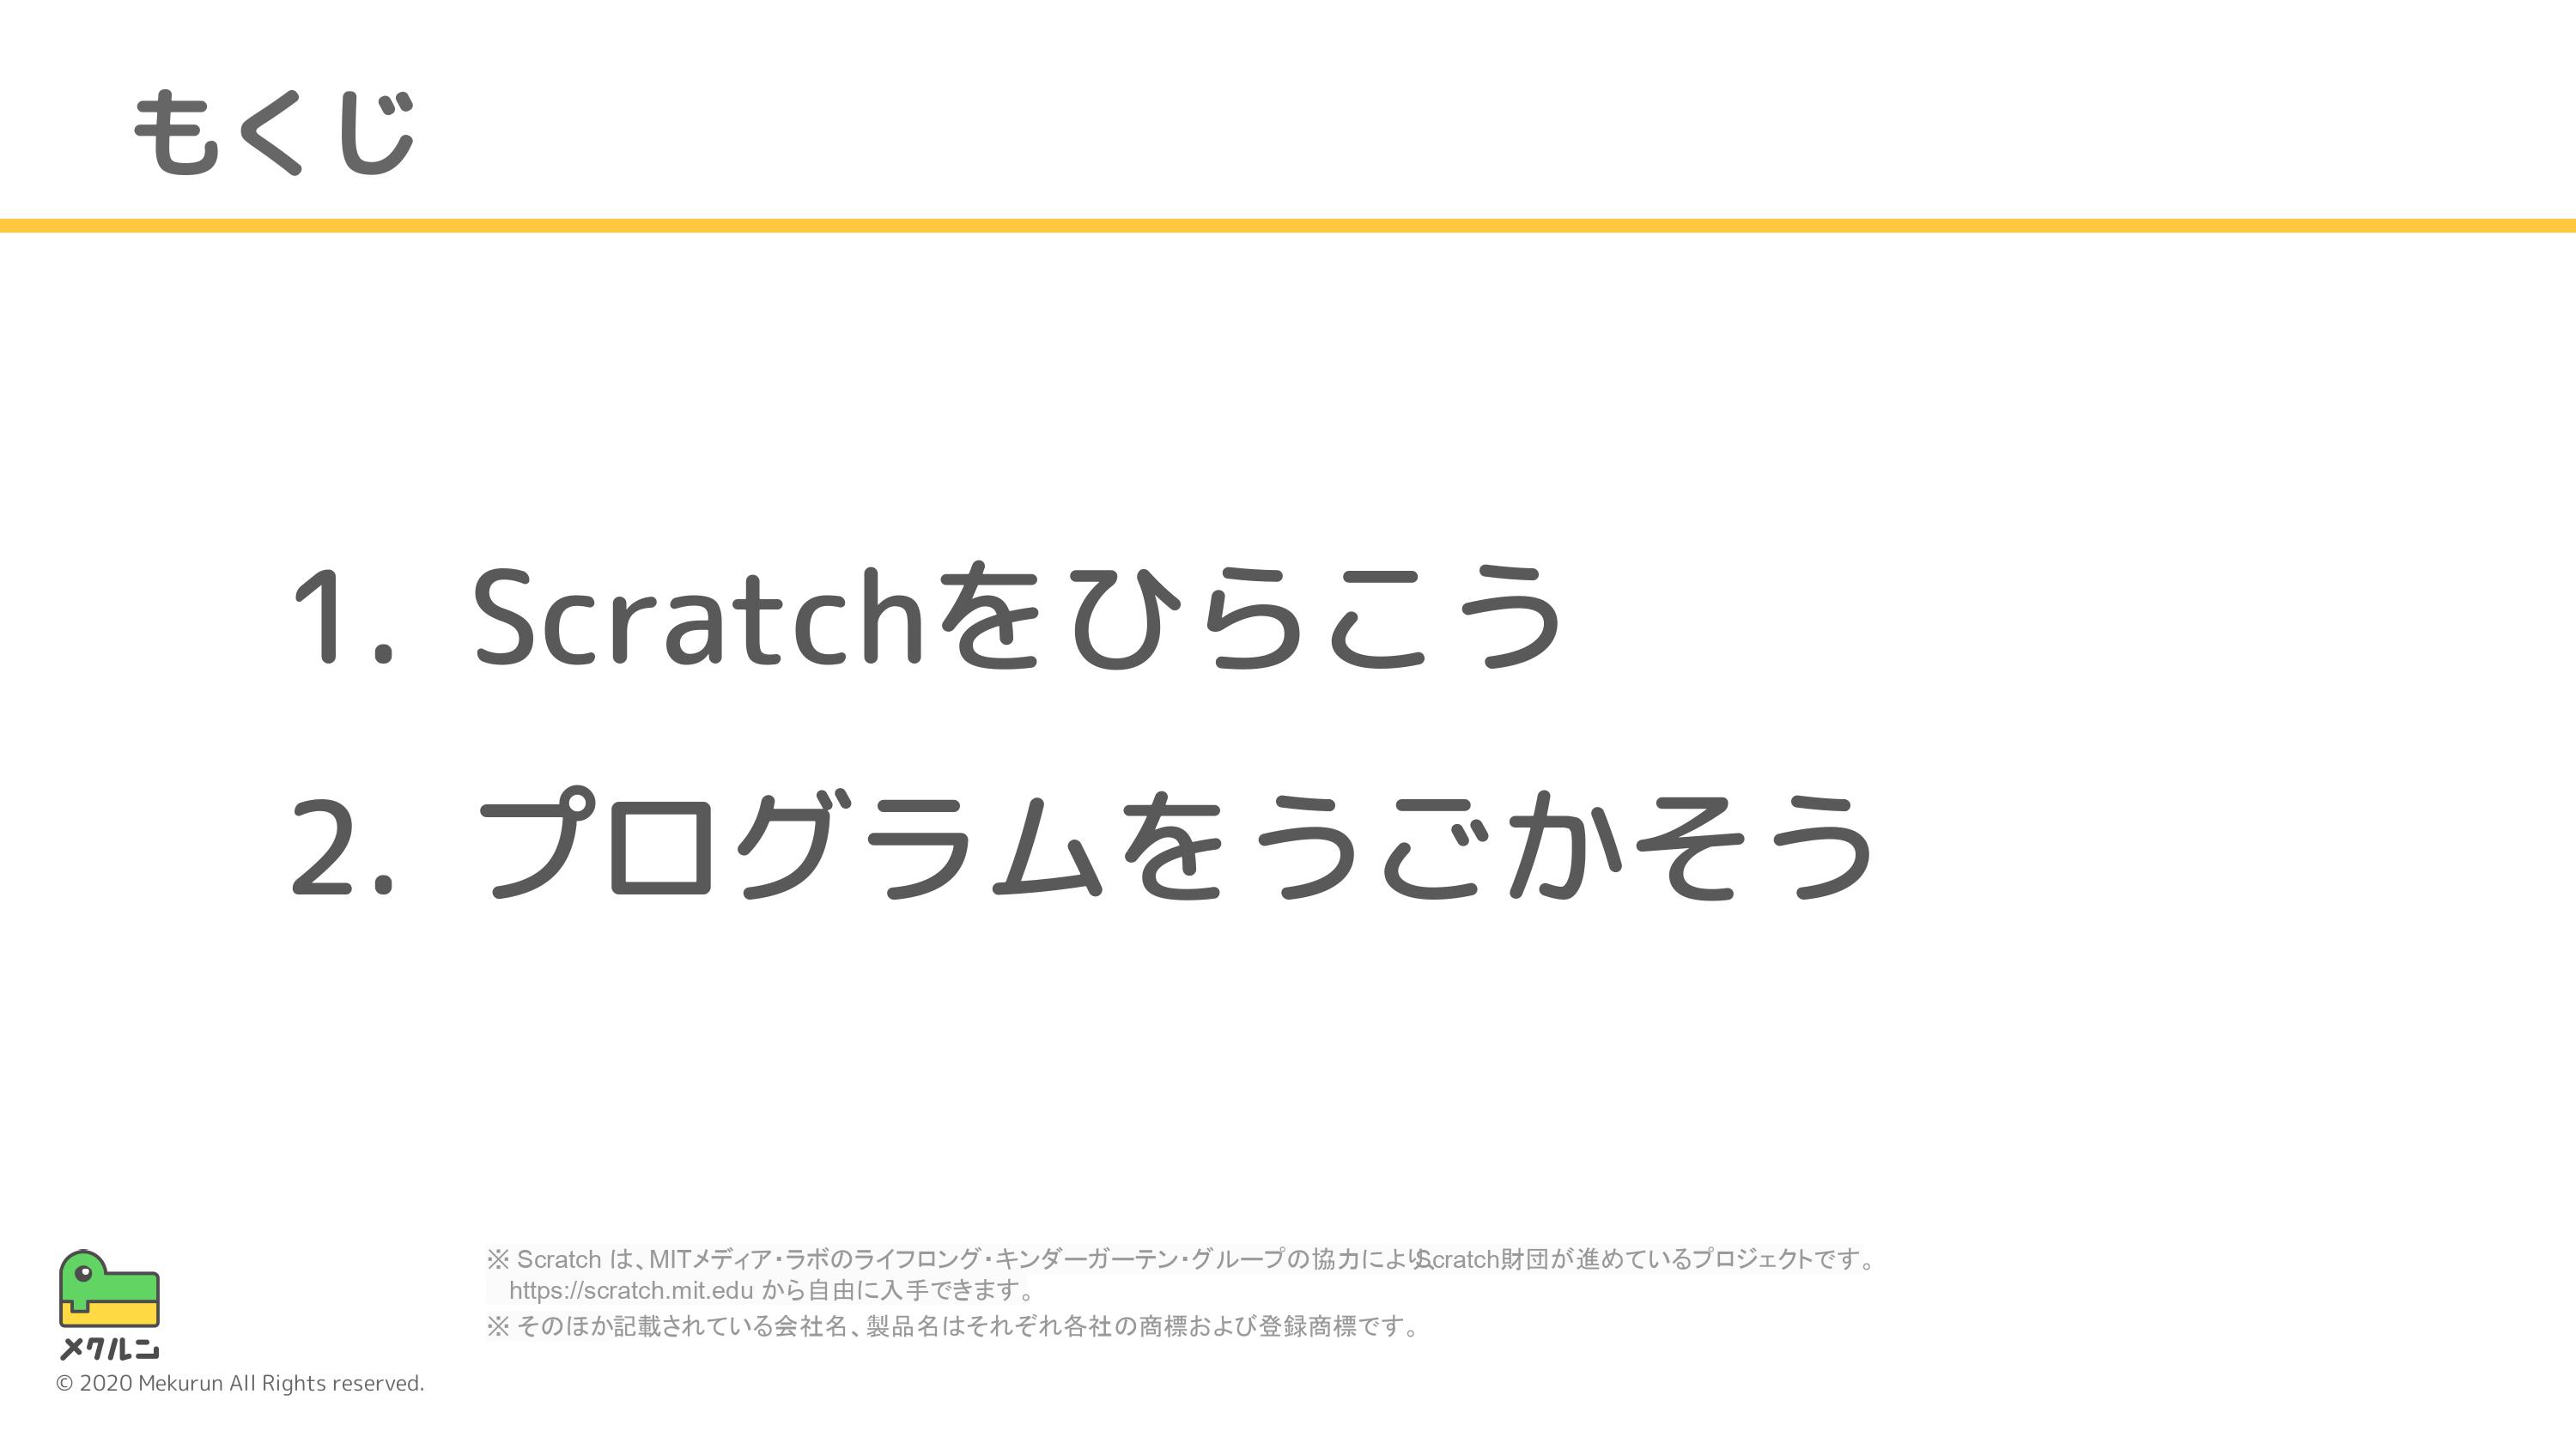 もくじ
1. Scratchをひらこう
2. プログラムをうごかそう
※ Scratch は、MITメディア・ラボのライフロング・キンダーガーテン・グループの協力により、Scratch財団が進めているプロジェクトです。
https://scratch.mit.edu から自由に入手できます。
※ そのほか記載されている会社名、製品名はそれぞれ各社の商標および登録商標です。
メクルン
© 2020 Mekurun All Rights reserved.